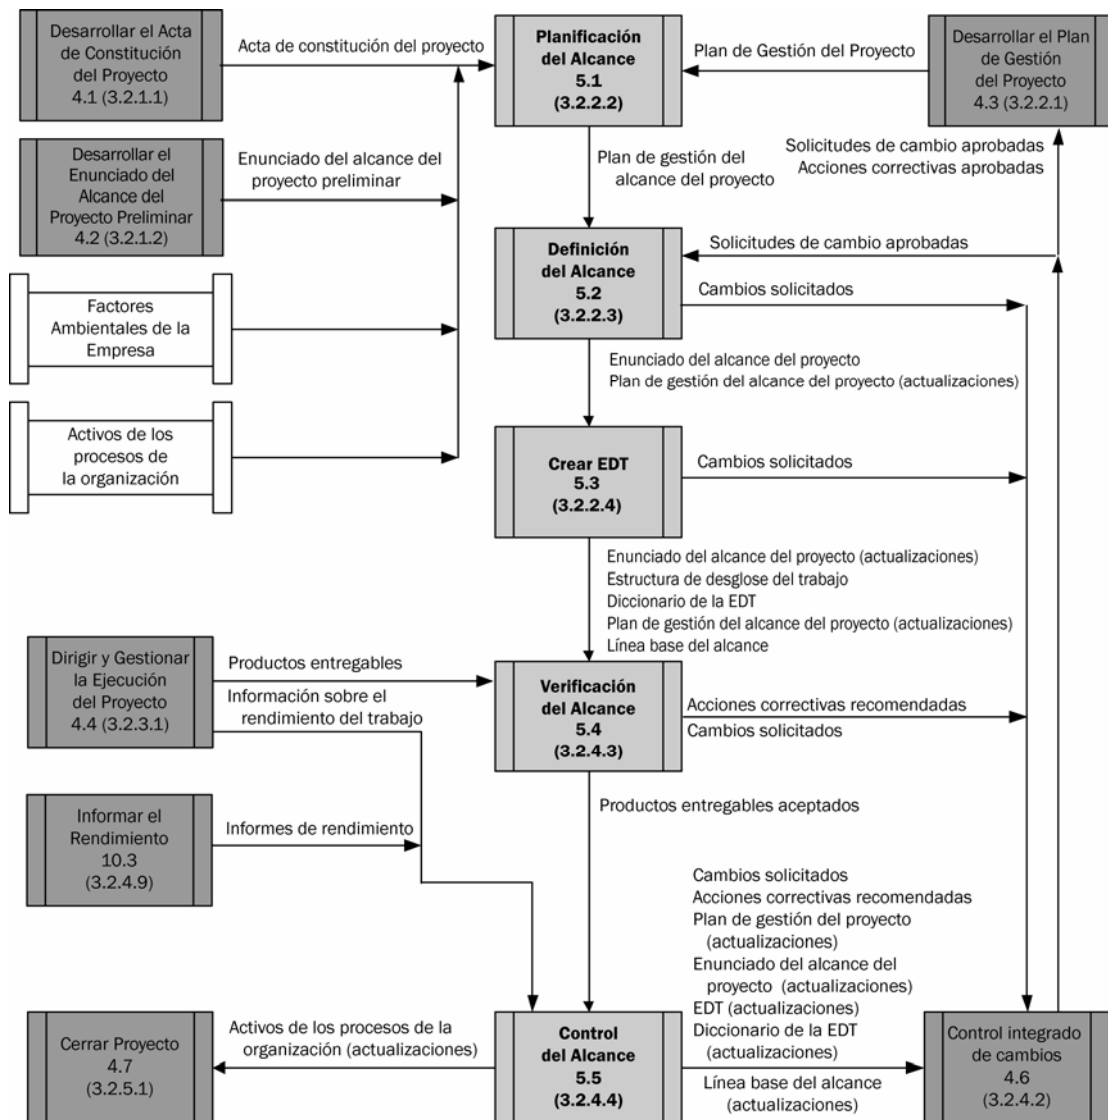 Desarrollar el Acta
de Constitución
del Proyecto
4.1 (3.2.1.1)
Acta de constitución del proyecto
Planificación
del Alcance
5.1
(3.2.2.2)
Plan de Gestión del Proyecto
Desarrollar el Plan
de Gestión
del Proyecto
4.3 (3.2.2.1)
Desarrollar el
Enunciado del
Alcance del
Proyecto Preliminar
4.2 (3.2.1.2)
Enunciado del alcance del
proyecto preliminar
Plan de gestión del
alcance del proyecto
Solicitudes de cambio aprobadas
Acciones correctivas aprobadas
Definición
del Alcance
5.2
(3.2.2.3)
Solicitudes de cambio aprobadas
Cambios solicitados
Factores
Ambientales de la
Empresa
Enunciado del alcance del proyecto
Plan de gestión del alcance del proyecto (actualizaciones)
Activos de los
procesos de
la organización
Crear EDT
5.3
(3.2.2.4)
Cambios solicitados
Enunciado del alcance del proyecto (actualizaciones)
Estructura de desglose del trabajo
Diccionario de la EDT
Plan de gestión del alcance del proyecto (actualizaciones)
Línea base del alcance
Dirigir y Gestionar
la Ejecución
del Proyecto
4.4 (3.2.3.1)
Productos entregables
Información sobre el
rendimiento del trabajo
Verificación
del Alcance
5.4
(3.2.4.3)
Acciones correctivas recomendadas
Cambios solicitados
Informar el
Rendimiento
10.3
(3.2.4.9)
Informes de rendimiento
Productos entregables aceptados
Cambios solicitados
Acciones correctivas recomendadas
Plan de gestión del proyecto
(actualizaciones)
Enunciado del alcance del
proyecto (actualizaciones)
EDT (actualizaciones)
Diccionario de la EDT
(actualizaciones)
Línea base del alcance
(actualizaciones)
Cerrar Proyecto
4.7
(3.2.5.1)
Activos de los procesos de la
organización (actualizaciones)
Control
del Alcance
5.5
(3.2.4.4)
Control integrado
de cambios
4.6
(3.2.4.2)